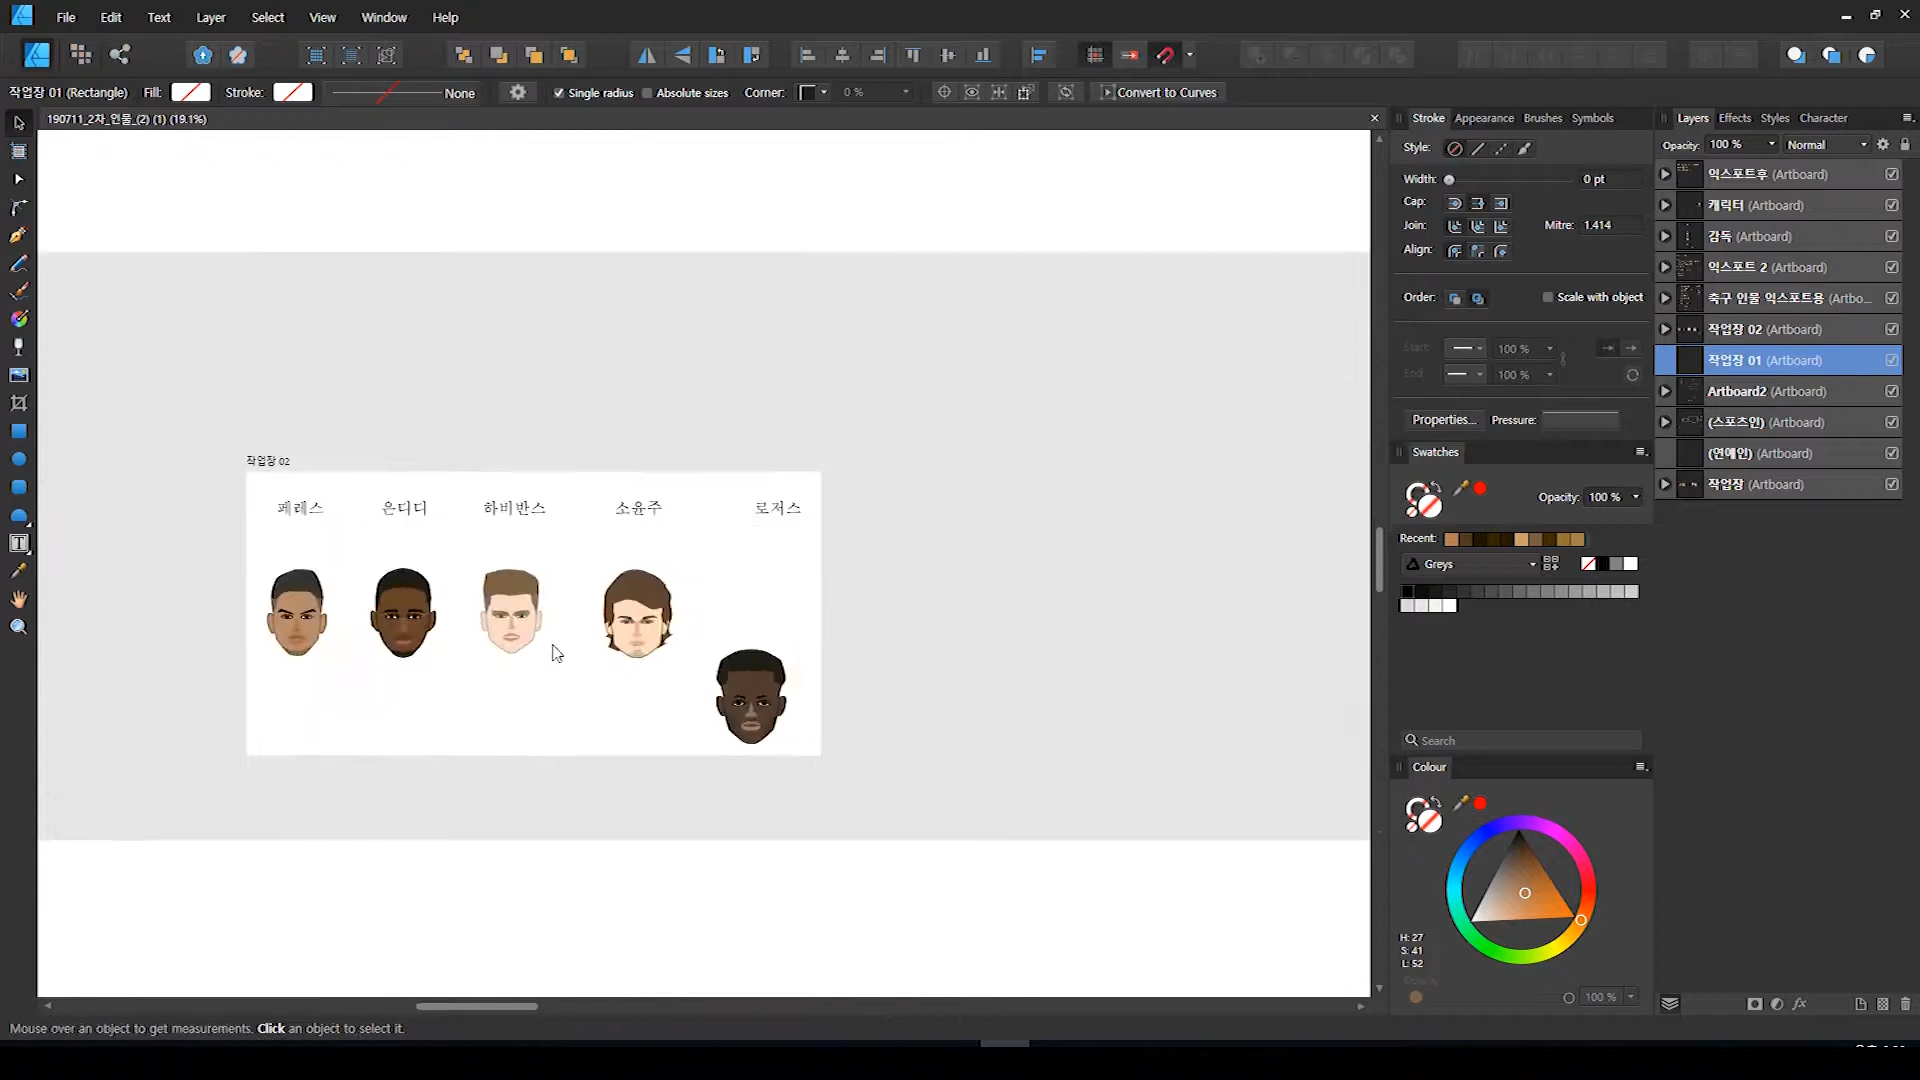 File Edit Text Layer Select View Window Help
작업장 01 (Rectangle) Fill: Stroke: None Single radius Absolute sizes Corner: 0 % Convert to Curves
190711_2차_인물_(2) (1) (19.1%)
작업장 02
페레스 은디디 하비반스 소윤주 로저스
Stroke Appearance Brushes Symbols
Style:
Width: 0 pt
Cap:
Join: Mitre: 1.414
Align:
Order: Scale with object
Start: 100 %
End: 100 %
Properties... Pressure:
Swatches
Opacity: 100 %
Recent:
Greys
Search
Colour
H: 27
S: 41
L: 52
Opacity
100 %
Layers Effects Styles Character
Opacity: 100 % Normal
익스포트후 (Artboard)
캐릭터 (Artboard)
감독 (Artboard)
익스포트 2 (Artboard)
축구 인물 익스포트용 (Artbo...
작업장 02 (Artboard)
작업장 01 (Artboard)
Artboard2 (Artboard)
(스포츠인) (Artboard)
(연예인) (Artboard)
작업장 (Artboard)
fx
Mouse over an object to get measurements. Click an object to select it.